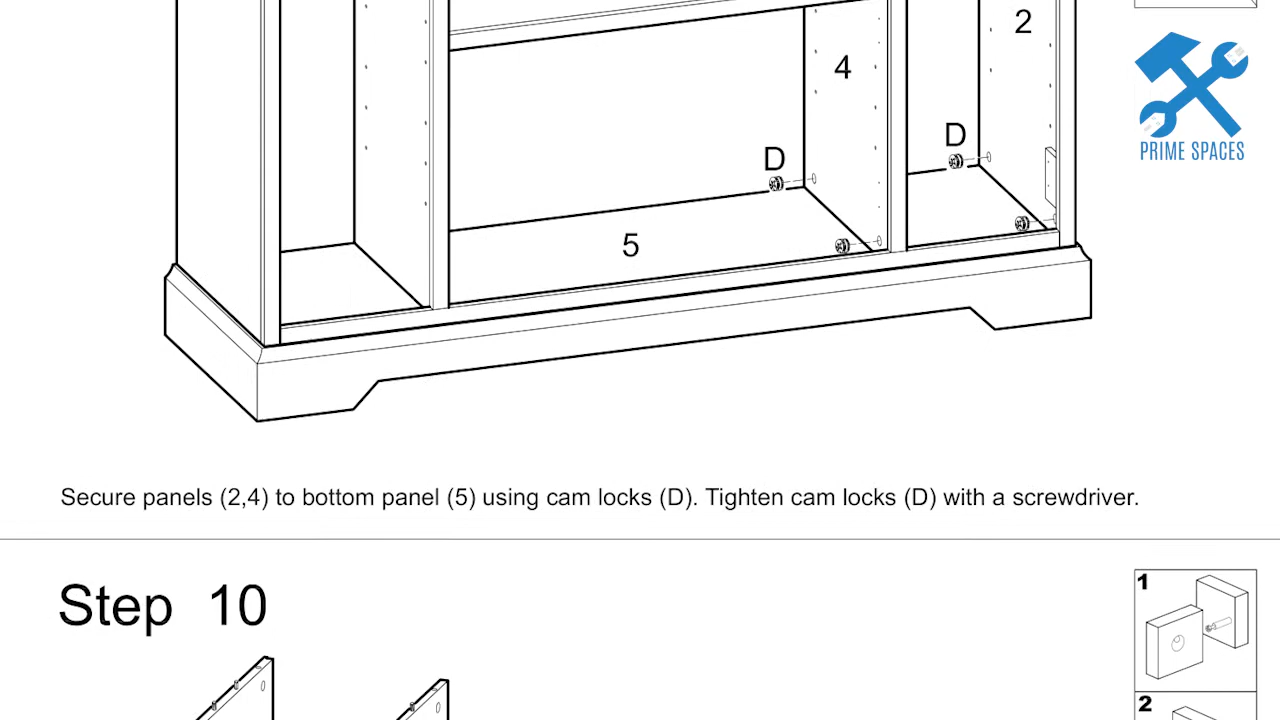 2
4
PRIME SPACES
D
D
5
Secure panels (2,4) to bottom panel (5) using cam locks (D). Tighten cam locks (D) with a screwdriver.
Step 10
1
2